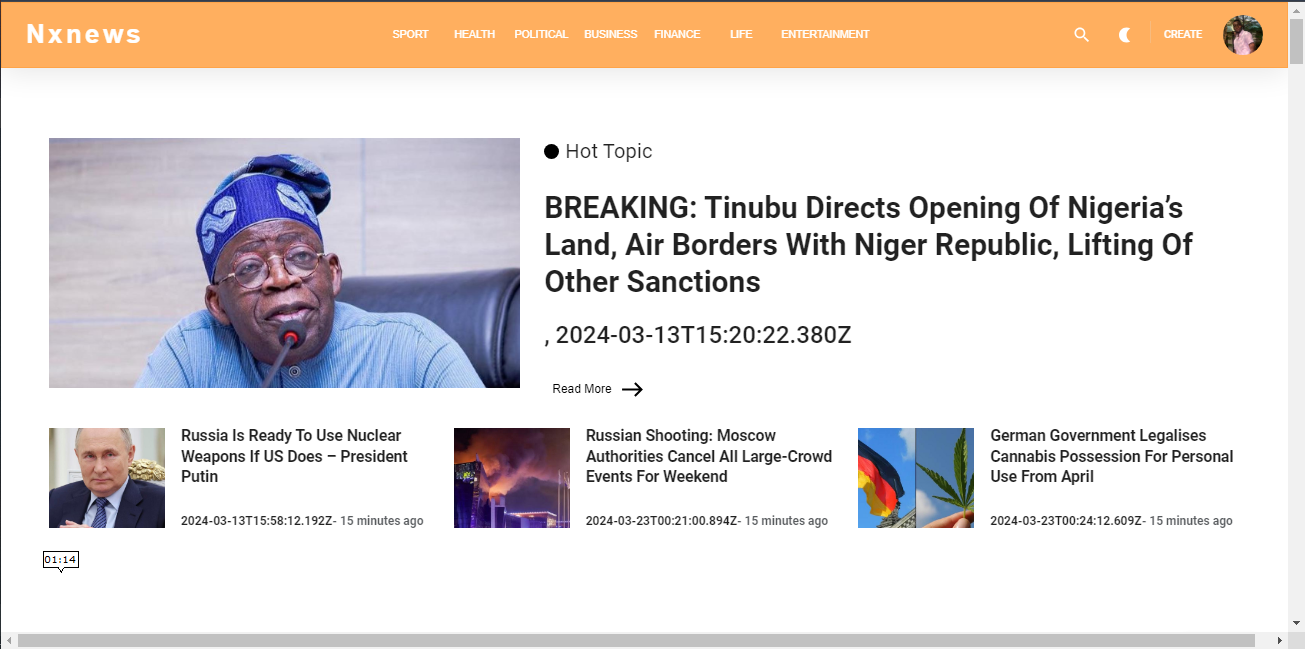 Nxnews
SPORT HEALTH POLITICAL BUSINESS FINANCE LIFE ENTERTAINMENT
CREATE
Hot Topic
BREAKING: Tinubu Directs Opening Of Nigeria’s
Land, Air Borders With Niger Republic, Lifting Of
Other Sanctions
, 2024-03-13T15:20:22.380Z
Read More
Russia Is Ready To Use Nuclear
Weapons If US Does – President
Putin
2024-03-13T15:58:12.192Z- 15 minutes ago
Russian Shooting: Moscow
Authorities Cancel All Large-Crowd
Events For Weekend
2024-03-23T00:21:00.894Z- 15 minutes ago
German Government Legalises
Cannabis Possession For Personal
Use From April
2024-03-23T00:24:12.609Z- 15 minutes ago
01:14